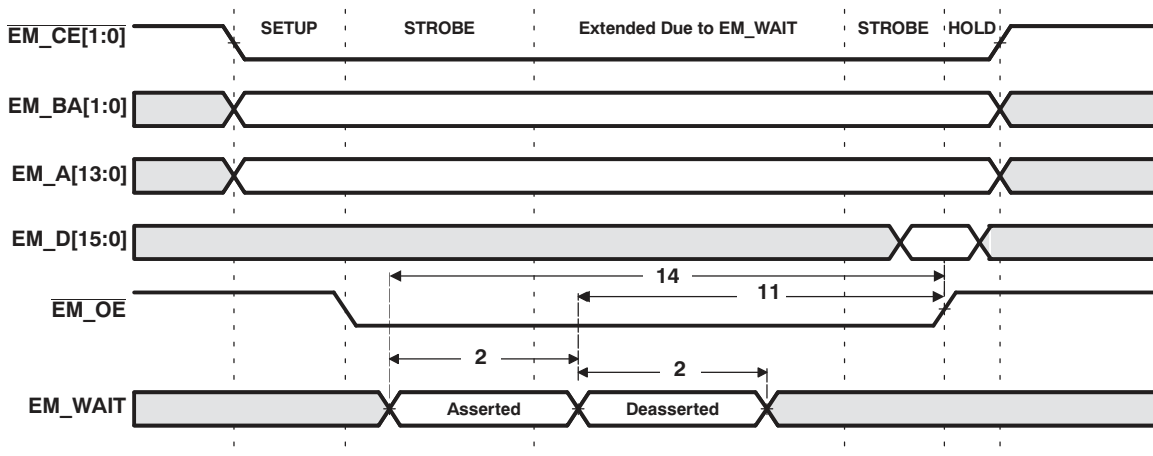 SETUP STROBE Extended Due to EM_WAIT STROBE HOLD
EM_CE[1:0]
EM_BA[1:0]
EM_A[13:0]
EM_D[15:0]
14
11
EM_OE
2
2
EM_WAIT Asserted Deasserted